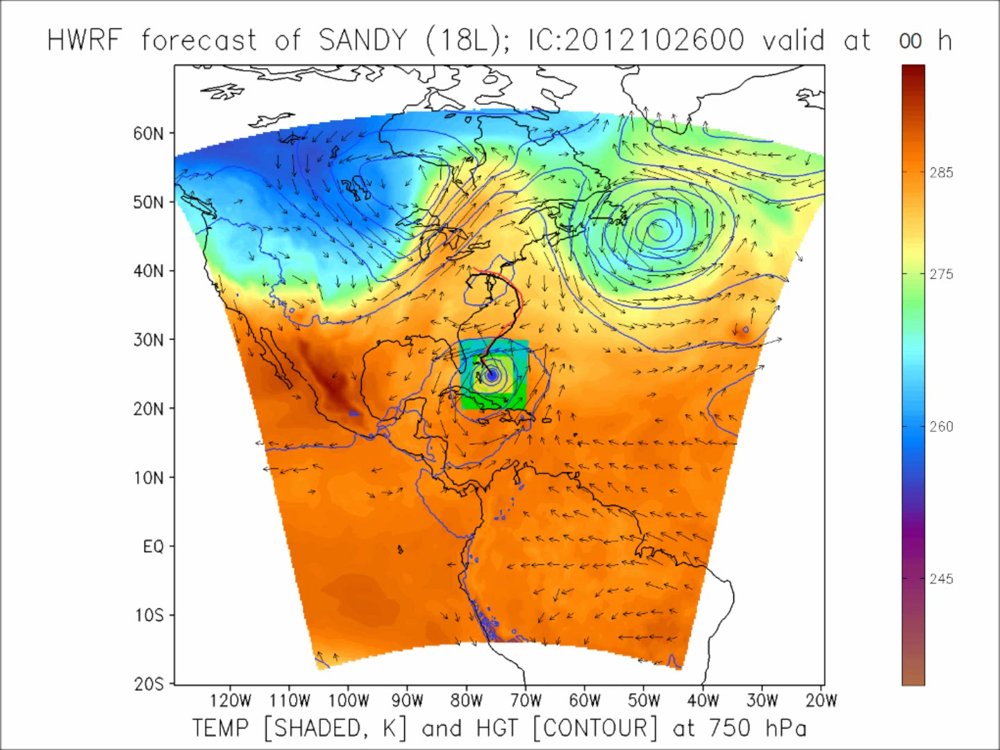 HWRF forecast of SANDY (18L); IC:2012102600 valid at 00 h
60N
50N
40N
30N
20N
10N
EQ
10S
20S
285
275
260
245
120W 110W 100W 90W 80W 70W 60W 50W 40W 30W 20W
TEMP [SHADED, K] and HGT [CONTOUR] at 750 hPa